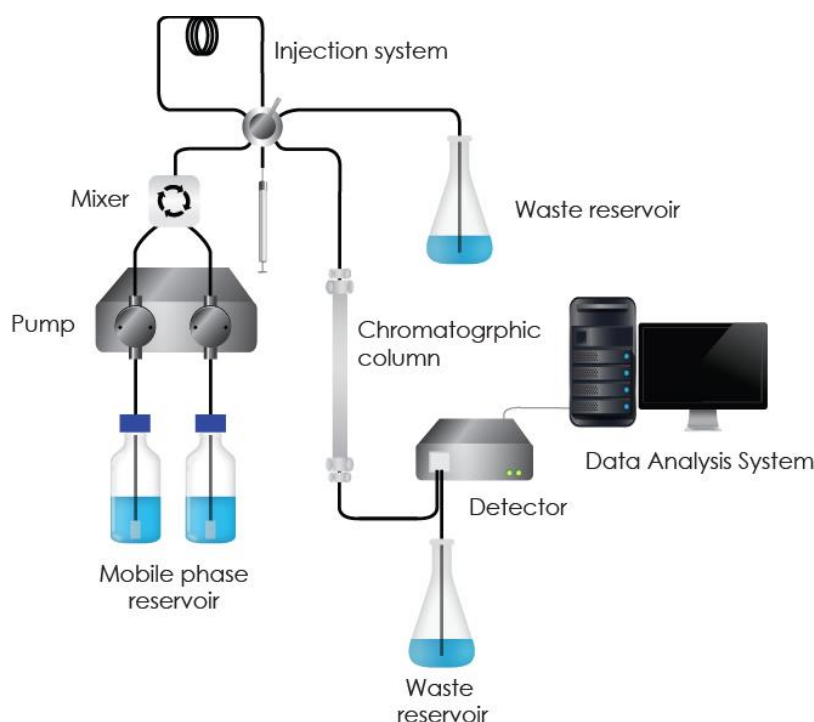 Injection system
Mixer
Waste reservoir
Pump
Chromatogrphic
column
Data Analysis System
Detector
Mobile phase
reservoir
Waste
reservoir